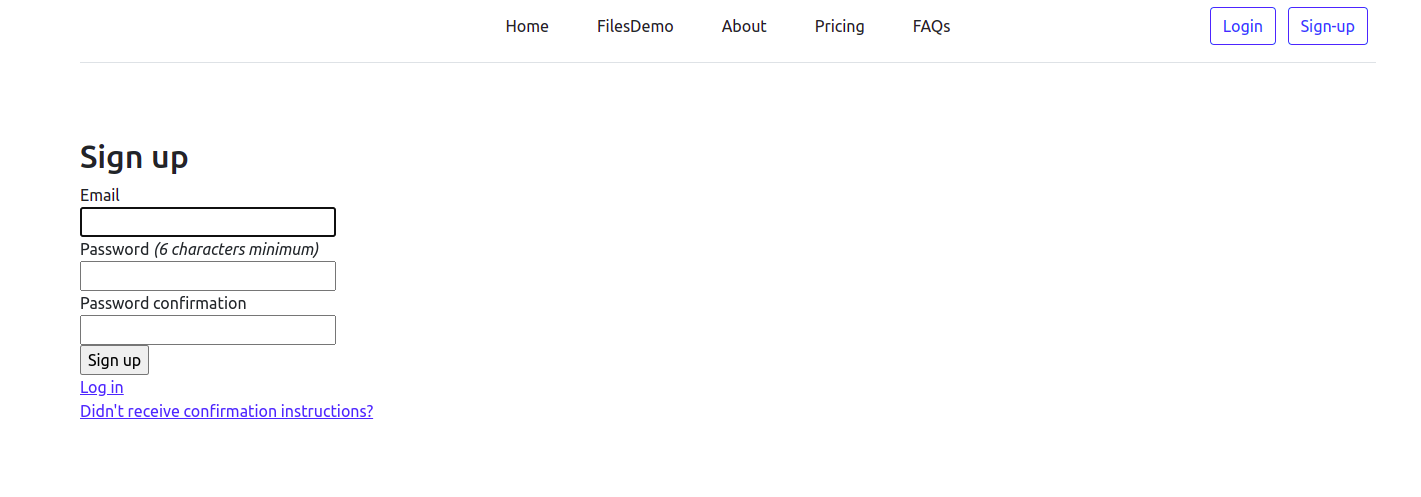 Home FilesDemo About Pricing FAQs Login Sign-up
Sign up
Email
Password (6 characters minimum)
Password confirmation
Sign up
Log in
Didn't receive confirmation instructions?